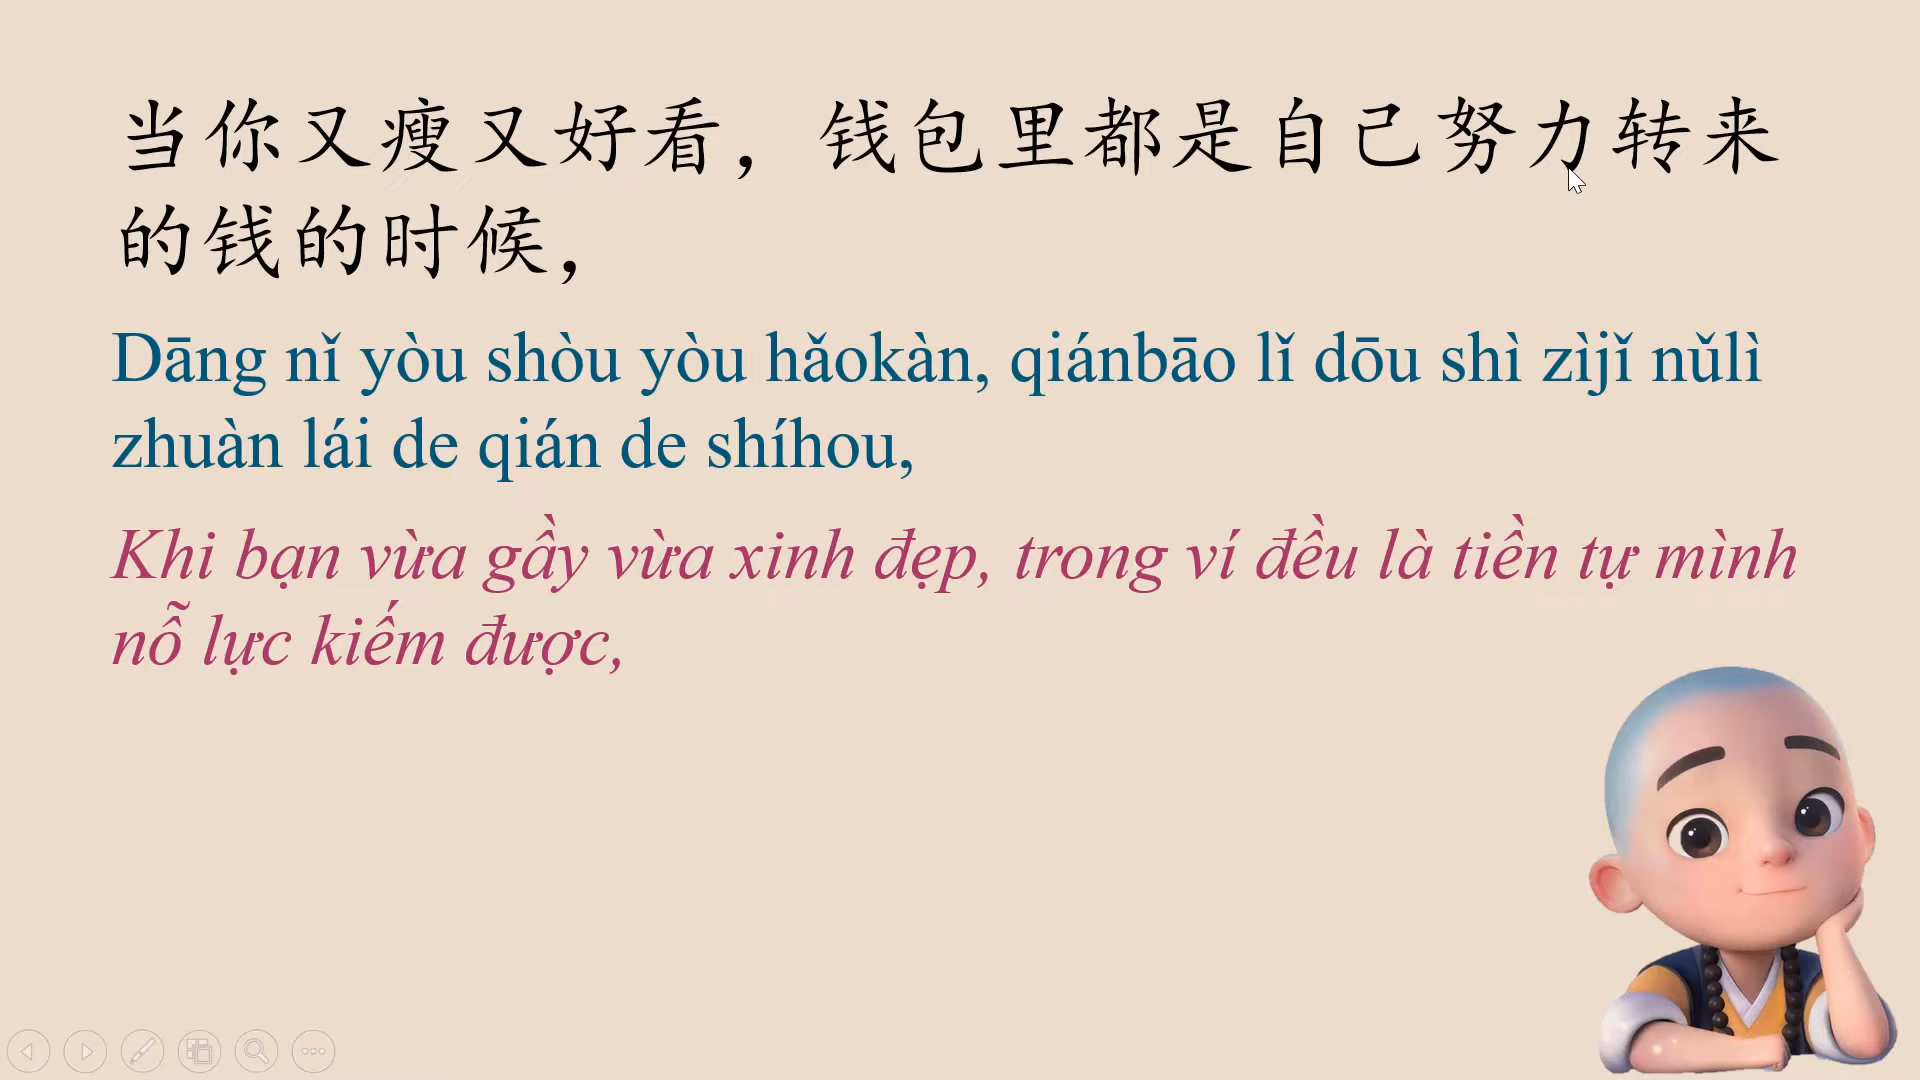 当你又瘦又好看，钱包里都是自己努力转来
的钱的时候，
Dāng nǐ yòu shòu yòu hǎokàn, qiánbāo lǐ dōu shì zìjǐ nǔlì
zhuàn lái de qián de shíhou,
Khi bạn vừa gầy vừa xinh đẹp, trong ví đều là tiền tự mình
nỗ lực kiếm được,